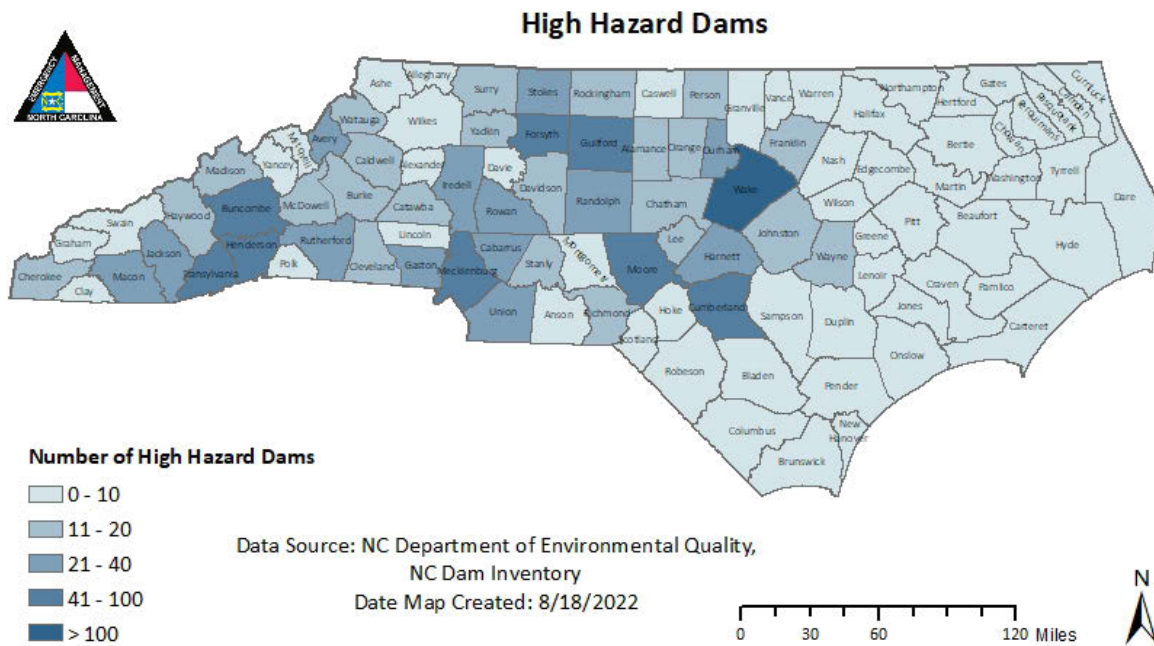 High Hazard Dams
EMERGENCY
MANAGEMENT
NORTH CAROLINA
Ashe
Alleghany
Surry
Stokes
Rockingham
Caswell
Person
Granville
Vance
Warren
Northampton
Gates
Currituck
Camden
Pasquotank
Perquimans
Chowan
Hertford
Halifax
Watauga
Wilkes
Yadkin
Forsyth
Guilford
Alamance
Orange
Durham
Franklin
Nash
Edgecombe
Bertie
Martin
Washington
Tyrrell
Dare
Avery
Mitchell
Yancey
Madison
Caldwell
Alexander
Iredell
Davie
Davidson
Randolph
Chatham
Wake
Wilson
Pitt
Beaufort
Hyde
Burke
McDowell
Catawba
Rowan
Buncombe
Haywood
Swain
Graham
Lincoln
Cabarrus
Stanly
Montgomery
Moore
Lee
Harnett
Johnston
Wayne
Greene
Lenoir
Craven
Pamlico
Jones
Carteret
Cherokee
Clay
Macon
Jackson
Transylvania
Henderson
Polk
Rutherford
Cleveland
Gaston
Mecklenburg
Union
Anson
Richmond
Scotland
Hoke
Cumberland
Sampson
Duplin
Onslow
Robeson
Bladen
Pender
Columbus
New
Hanover
Brunswick
Number of High Hazard Dams
0 - 10
11 - 20
21 - 40
41 - 100
> 100
Data Source: NC Department of Environmental Quality,
NC Dam Inventory
Date Map Created: 8/18/2022
0 30 60 120 Miles
N